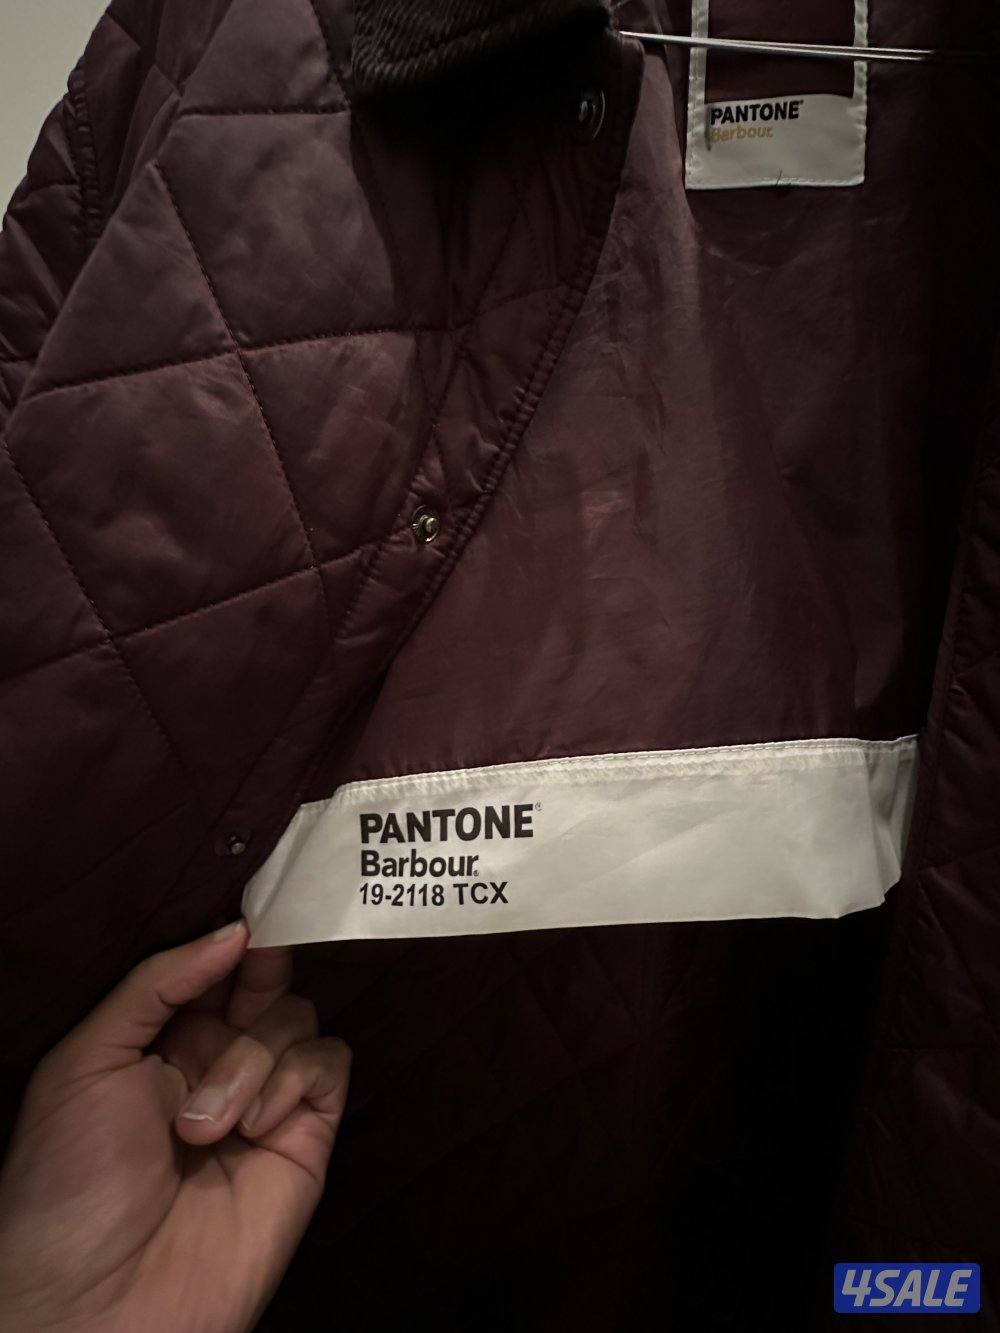 PANTONE®
Barbour.
PANTONE®
Barbour®
19-2118 TCX
4SALE